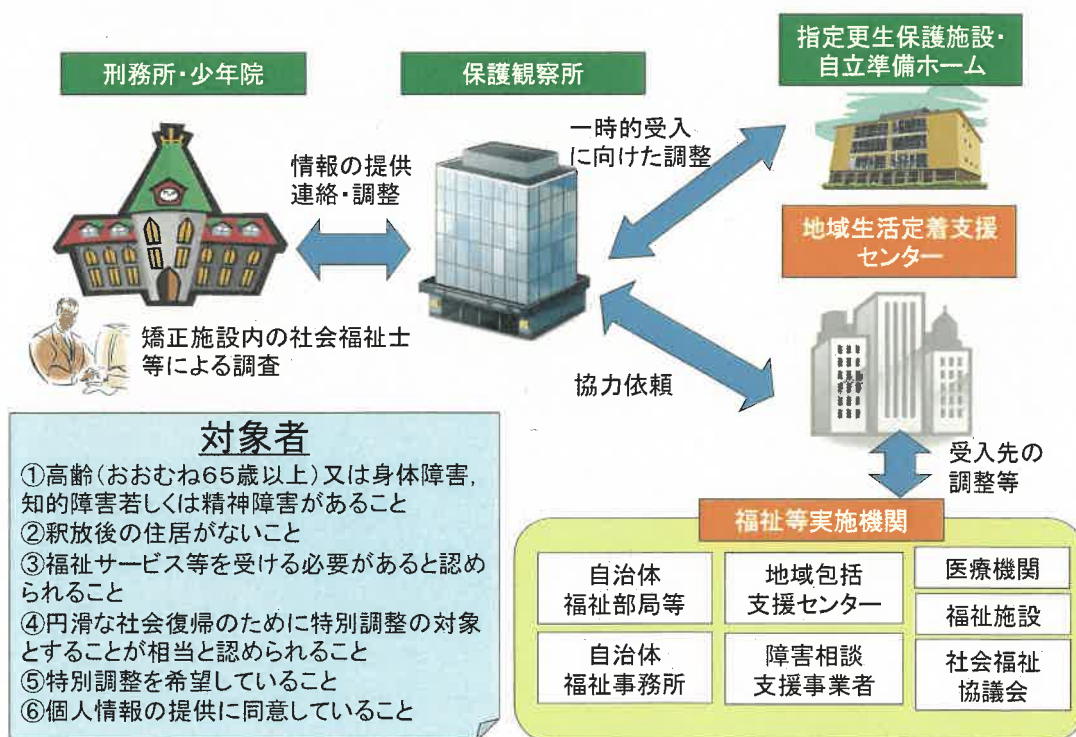 刑務所・少年院
保護観察所
指定更生保護施設・
自立準備ホーム
情報の提供
連絡・調整
一時的受入
に向けた調整
地域生活定着支援
センター
矯正施設内の社会福祉士
等による調査
協力依頼
受入先の
調整等
対象者
①高齢(おおむね65歳以上)又は身体障害,
知的障害若しくは精神障害があること
②釈放後の住居がないこと
③福祉サービス等を受ける必要があると認め
られること
④円滑な社会復帰のために特別調整の対象
とすることが相当と認められること
⑤特別調整を希望していること
⑥個人情報の提供に同意していること
福祉等実施機関
自治体
福祉部局等
地域包括
支援センター
医療機関
福祉施設
自治体
福祉事務所
障害相談
支援事業者
社会福祉
協議会